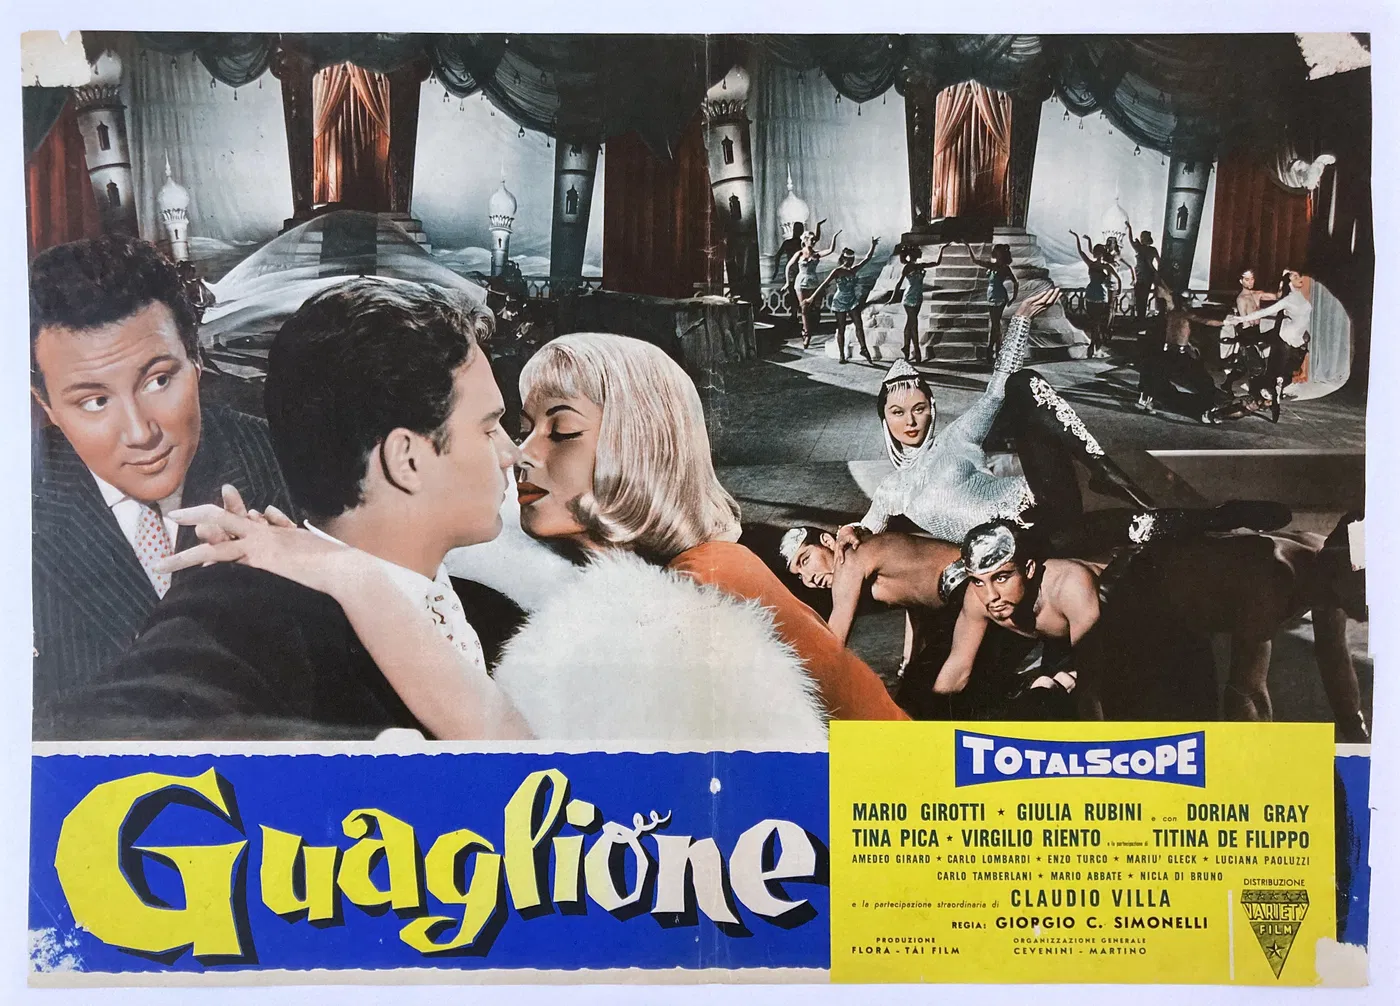 Guaglione
TOTALSCOPE
MARIO GIROTTI ★ GIULIA RUBINI e con DORIAN GRAY
TINA PICA ★ VIRGILIO RIENTO e la partecipazione di TITINA DE FILIPPO
AMEDEO GIRARD ★ CARLO LOMBARDI ★ ENZO TURCO ★ MARIU' GLECK ★ LUCIANA PAOLUZZI
CARLO TAMBERLANI ★ MARIO ABBATE ★ NICLA DI BRUNO
e la partecipazione straordinaria di CLAUDIO VILLA
REGIA: GIORGIO C. SIMONELLI
PRODUZIONE
FLORA - TAI FILM
ORGANIZZAZIONE GENERALE
CEVENINI - MARTINO
DISTRIBUZIONE
VARIETY
FILM